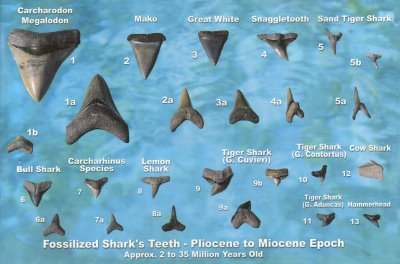 Carcharodon
Megalodon
Mako
Great White
Snaggletooth
Sand Tiger Shark
1
2
3
4
5
5b
1a
2a
3a
4a
5a
1b
Bull Shark
Carcharhinus
Species
Lemon
Shark
Tiger Shark
(G. Cuvieri)
Tiger Shark
(G. Contortus)
Cow Shark
6
7
8
9
9b
10
12
Tiger Shark
(G. Aduncas)
Hammerhead
6a
7a
8a
9a
11
13
Fossilized Shark's Teeth - Pliocene to Miocene Epoch
Approx. 2 to 35 Million Years Old